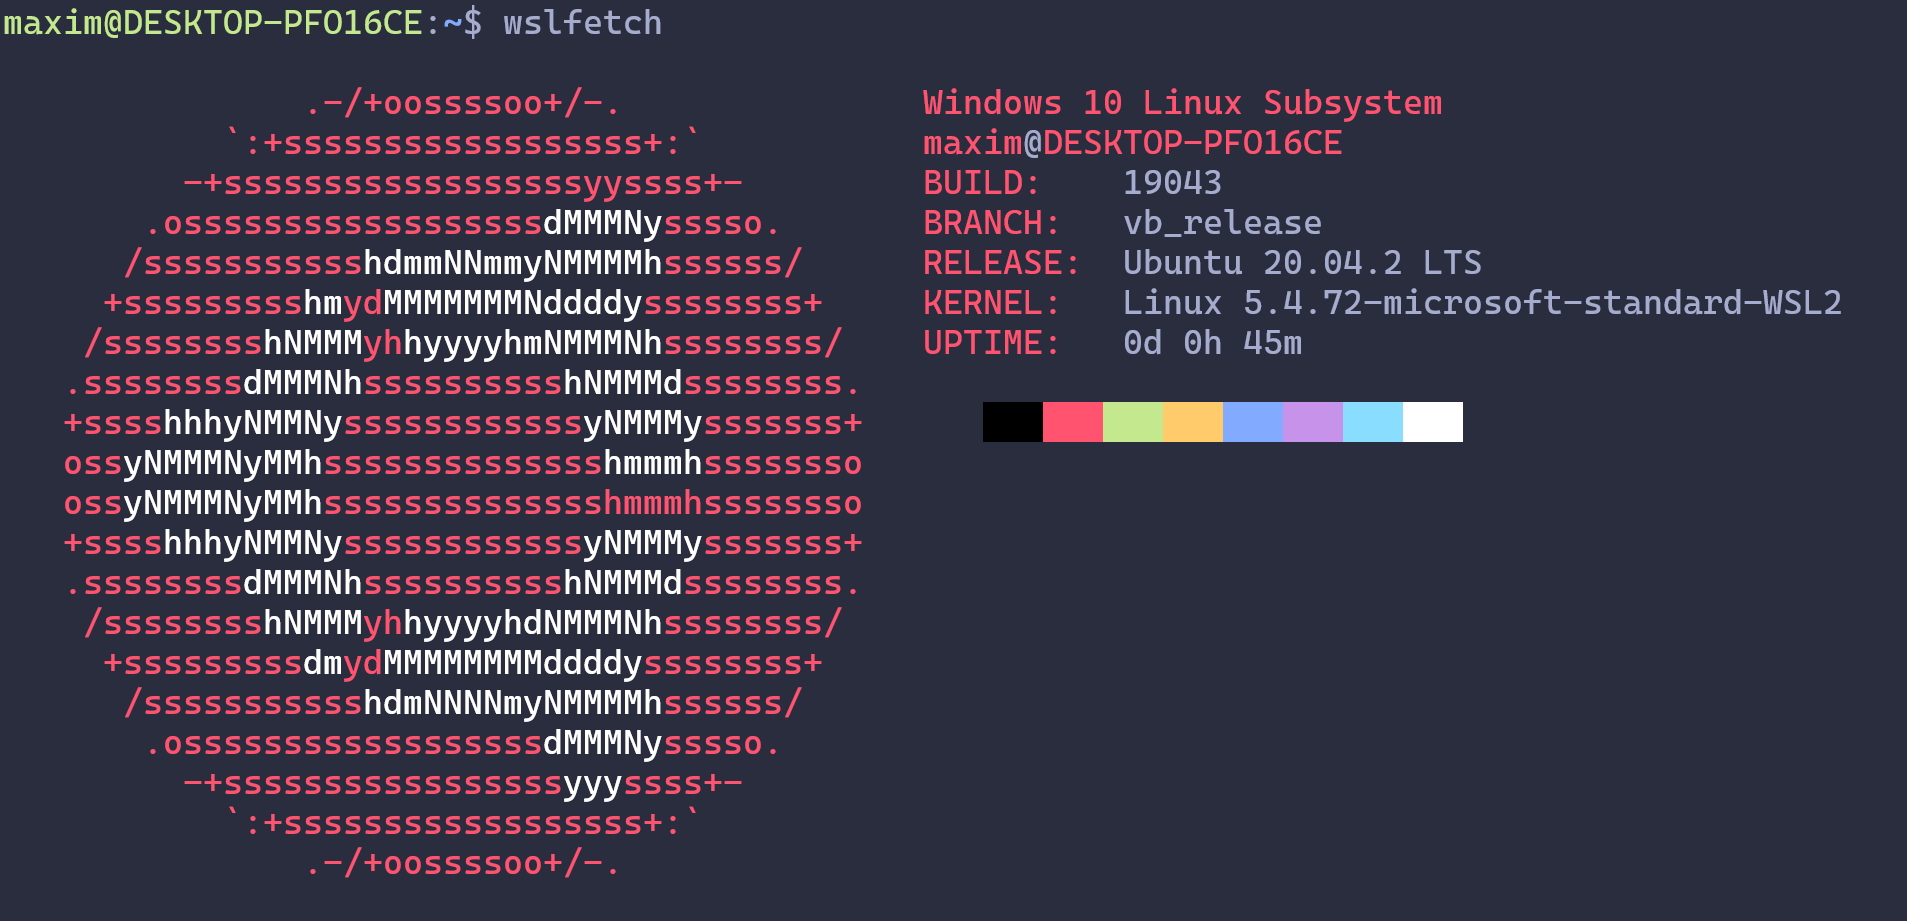 maxim@DESKTOP-PFO16CE:~$ wslfetch
.-/+oossssoo+/-.               Windows 10 Linux Subsystem
`:+ssssssssssssssssss+:`           maxim@DESKTOP-PFO16CE
-+ssssssssssssssssssyyssss+-         BUILD:    19043
.ossssssssssssssssssdMMMNysssso.       BRANCH:   vb_release
/ssssssssssshdmmNNmmyNMMMMhssssss/      RELEASE:  Ubuntu 20.04.2 LTS
+ssssssssshmydMMMMMMMNddddyssssssss+     KERNEL:   Linux 5.4.72-microsoft-standard-WSL2
/sssssssshNMMMyhhyyyyhmNMMMNhssssssss/    UPTIME:   0d 0h 45m
.ssssssssdMMMNhsssssssssshNMMMdssssssss.
+sssshhhyNMMNyssssssssssssyNMMMysssssss+
ossyNMMMNyMMhsssssssssssssshmmmhssssssso
ossyNMMMNyMMhsssssssssssssshmmmhssssssso
+sssshhhyNMMNyssssssssssssyNMMMysssssss+
.ssssssssdMMMNhsssssssssshNMMMdssssssss.
/sssssssshNMMMyhhyyyyhdNMMMNhssssssss/
+sssssssssdmydMMMMMMMMddddyssssssss+
/ssssssssssshdmNNNNmyNMMMMhssssss/
.ossssssssssssssssssdMMMNysssso.
-+sssssssssssssssssyyyssss+-
`:+ssssssssssssssssss+:`
.-/+oossssoo+/-.